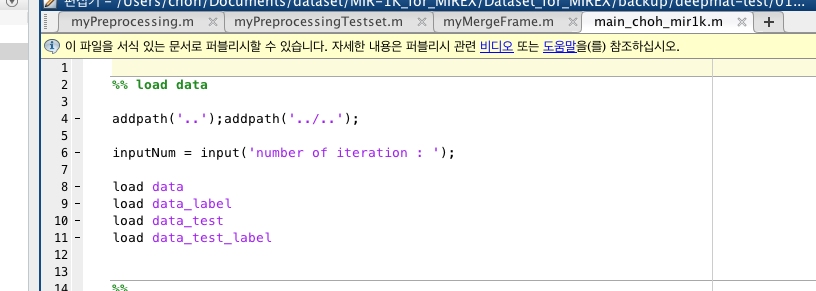 편집기 - /Users/choh/Documents/dataset/MIR-1K_for_MIREX/Dataset_for_MIREX/backup/deepmat-test/01...
myPreprocessing.m × myPreprocessingTestset.m × myMergeFrame.m × main_choh_mir1k.m × +
이 파일을 서식 있는 문서로 퍼블리시할 수 있습니다. 자세한 내용은 퍼블리시 관련 비디오 또는 도움말을(를) 참조하십시오.
1
2 %% load data
3
4 - addpath('..');addpath('../..');
5
6 - inputNum = input('number of iteration : ');
7
8 - load data
9 - load data_label
10 - load data_test
11 - load data_test_label
12
13
14 %%